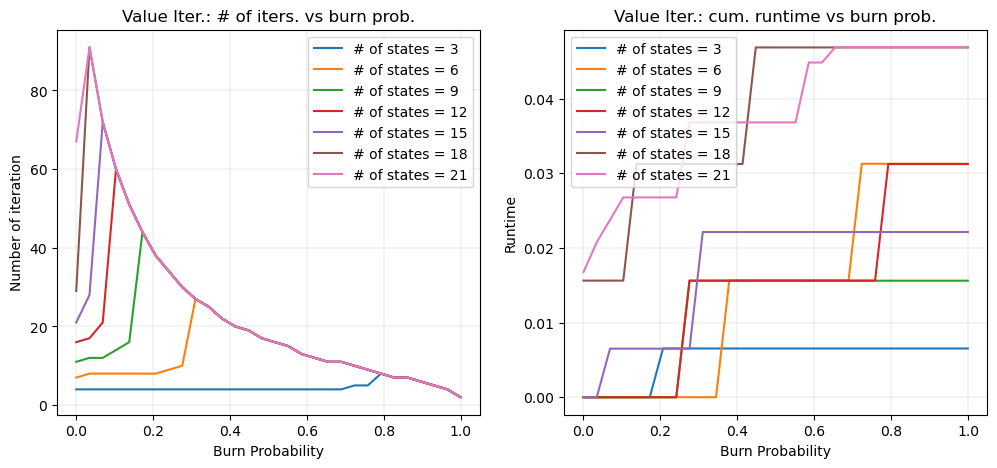 Value Iter.: # of iters. vs burn prob.
# of states = 3
# of states = 6
# of states = 9
# of states = 12
# of states = 15
# of states = 18
# of states = 21
Number of iteration
80
60
40
20
0
0.0 0.2 0.4 0.6 0.8 1.0
Burn Probability
Value Iter.: cum. runtime vs burn prob.
# of states = 3
# of states = 6
# of states = 9
# of states = 12
# of states = 15
# of states = 18
# of states = 21
Runtime
0.04
0.03
0.02
0.01
0.00
0.0 0.2 0.4 0.6 0.8 1.0
Burn Probability